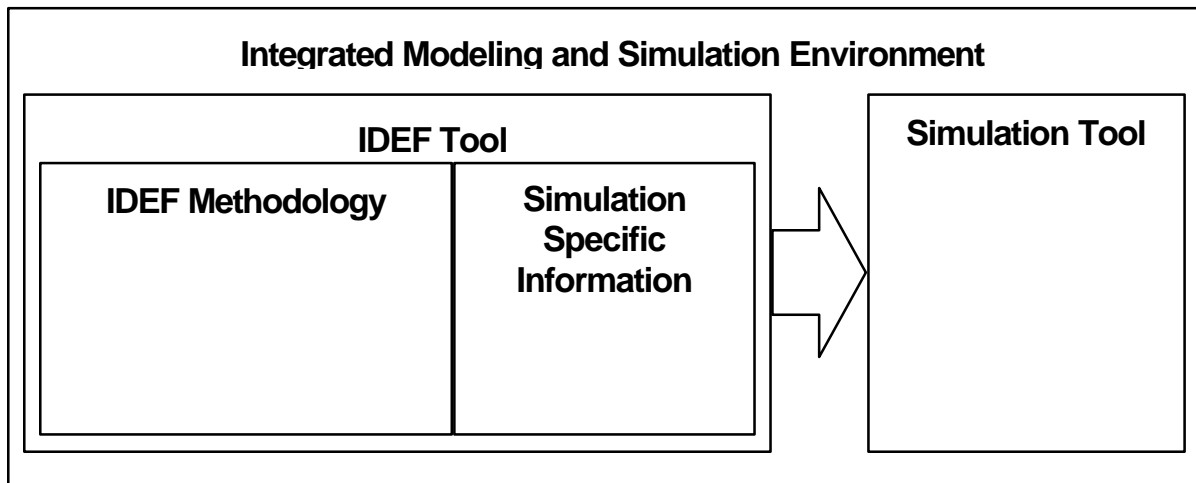 Integrated Modeling and Simulation Environment
IDEF Tool
IDEF Methodology
Simulation
Specific
Information
Simulation Tool